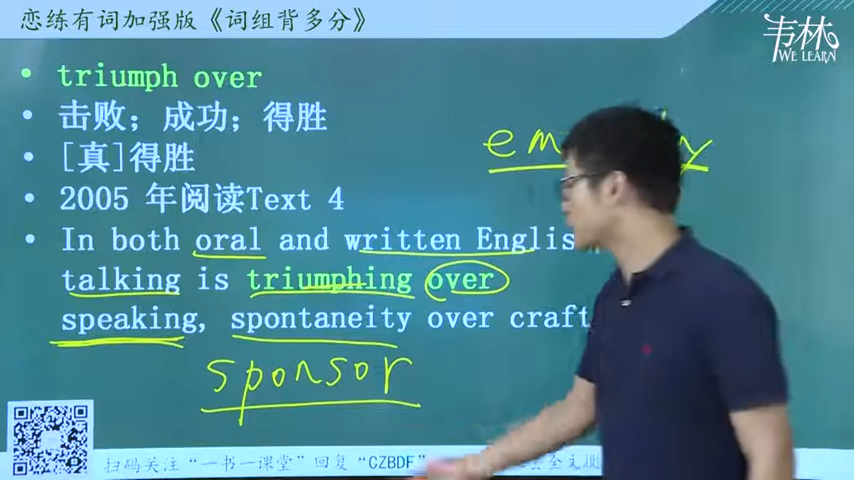 恋练有词加强版《词组背多分》
韦林
WE LEARN
• triumph over
• 击败；成功；得胜
• [真]得胜
• 2005 年阅读Text 4
• In both oral and written English
talking is triumphing over
speaking, spontaneity over craft
sponsor
扫码关注“一书一课堂”回复“CZBDF”